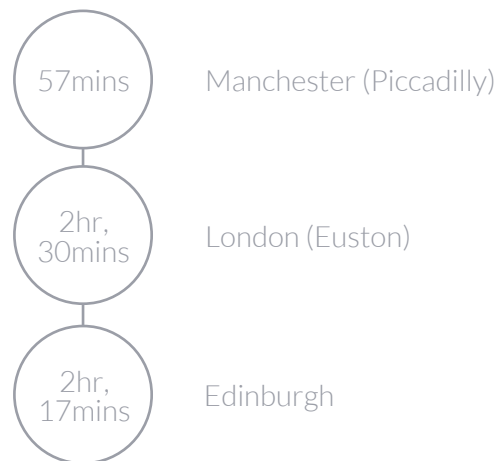 57mins
Manchester (Piccadilly)
2hr,
30mins
London (Euston)
2hr,
17mins
Edinburgh